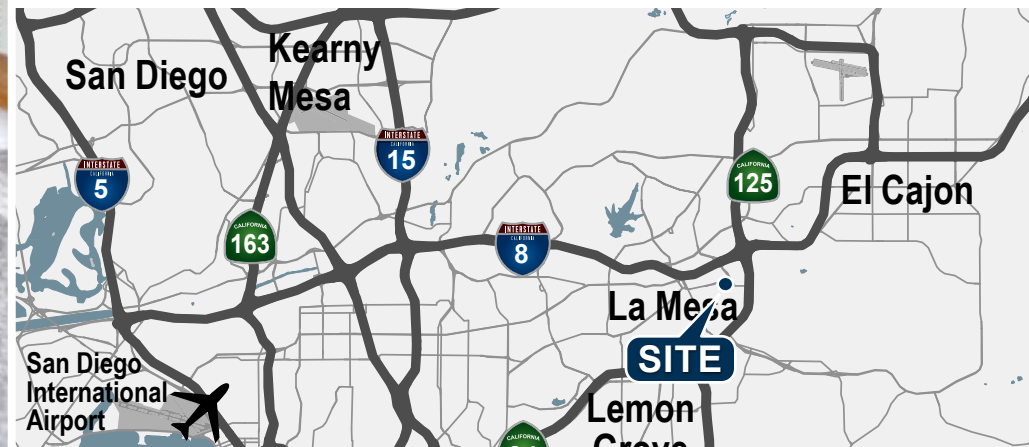 San Diego
Kearny
Mesa
INTERSTATE
CALIFORNIA
5
INTERSTATE
CALIFORNIA
15
CALIFORNIA
163
INTERSTATE
CALIFORNIA
8
CALIFORNIA
125
El Cajon
La Mesa
SITE
San Diego
International
Airport
Lemon
Grove
CALIFORNIA